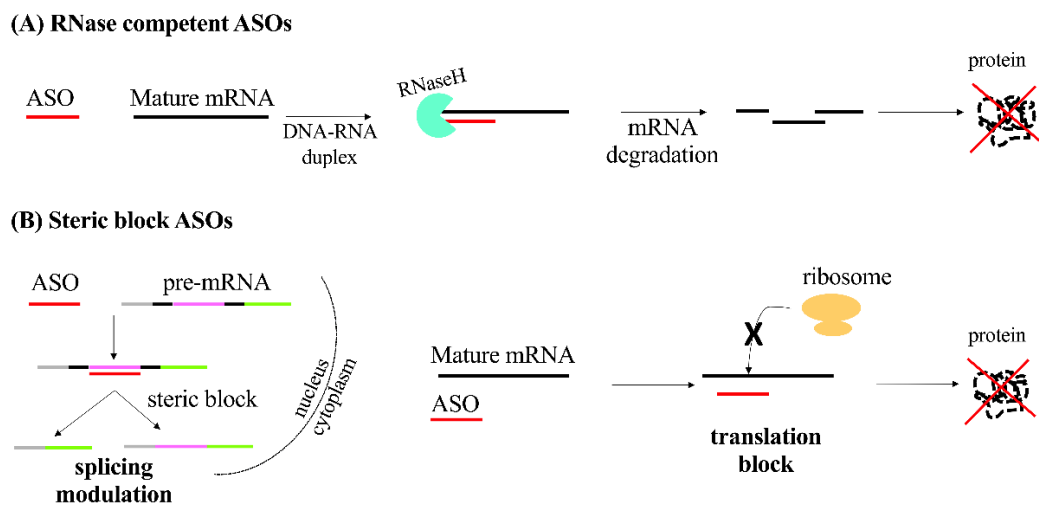 (A) RNase competent ASOs
ASO
Mature mRNA
DNA-RNA
duplex
RNaseH
mRNA
degradation
protein
(B) Steric block ASOs
ASO
pre-mRNA
steric block
nucleus
cytoplasm
splicing
modulation
Mature mRNA
ASO
ribosome
X
translation
block
protein